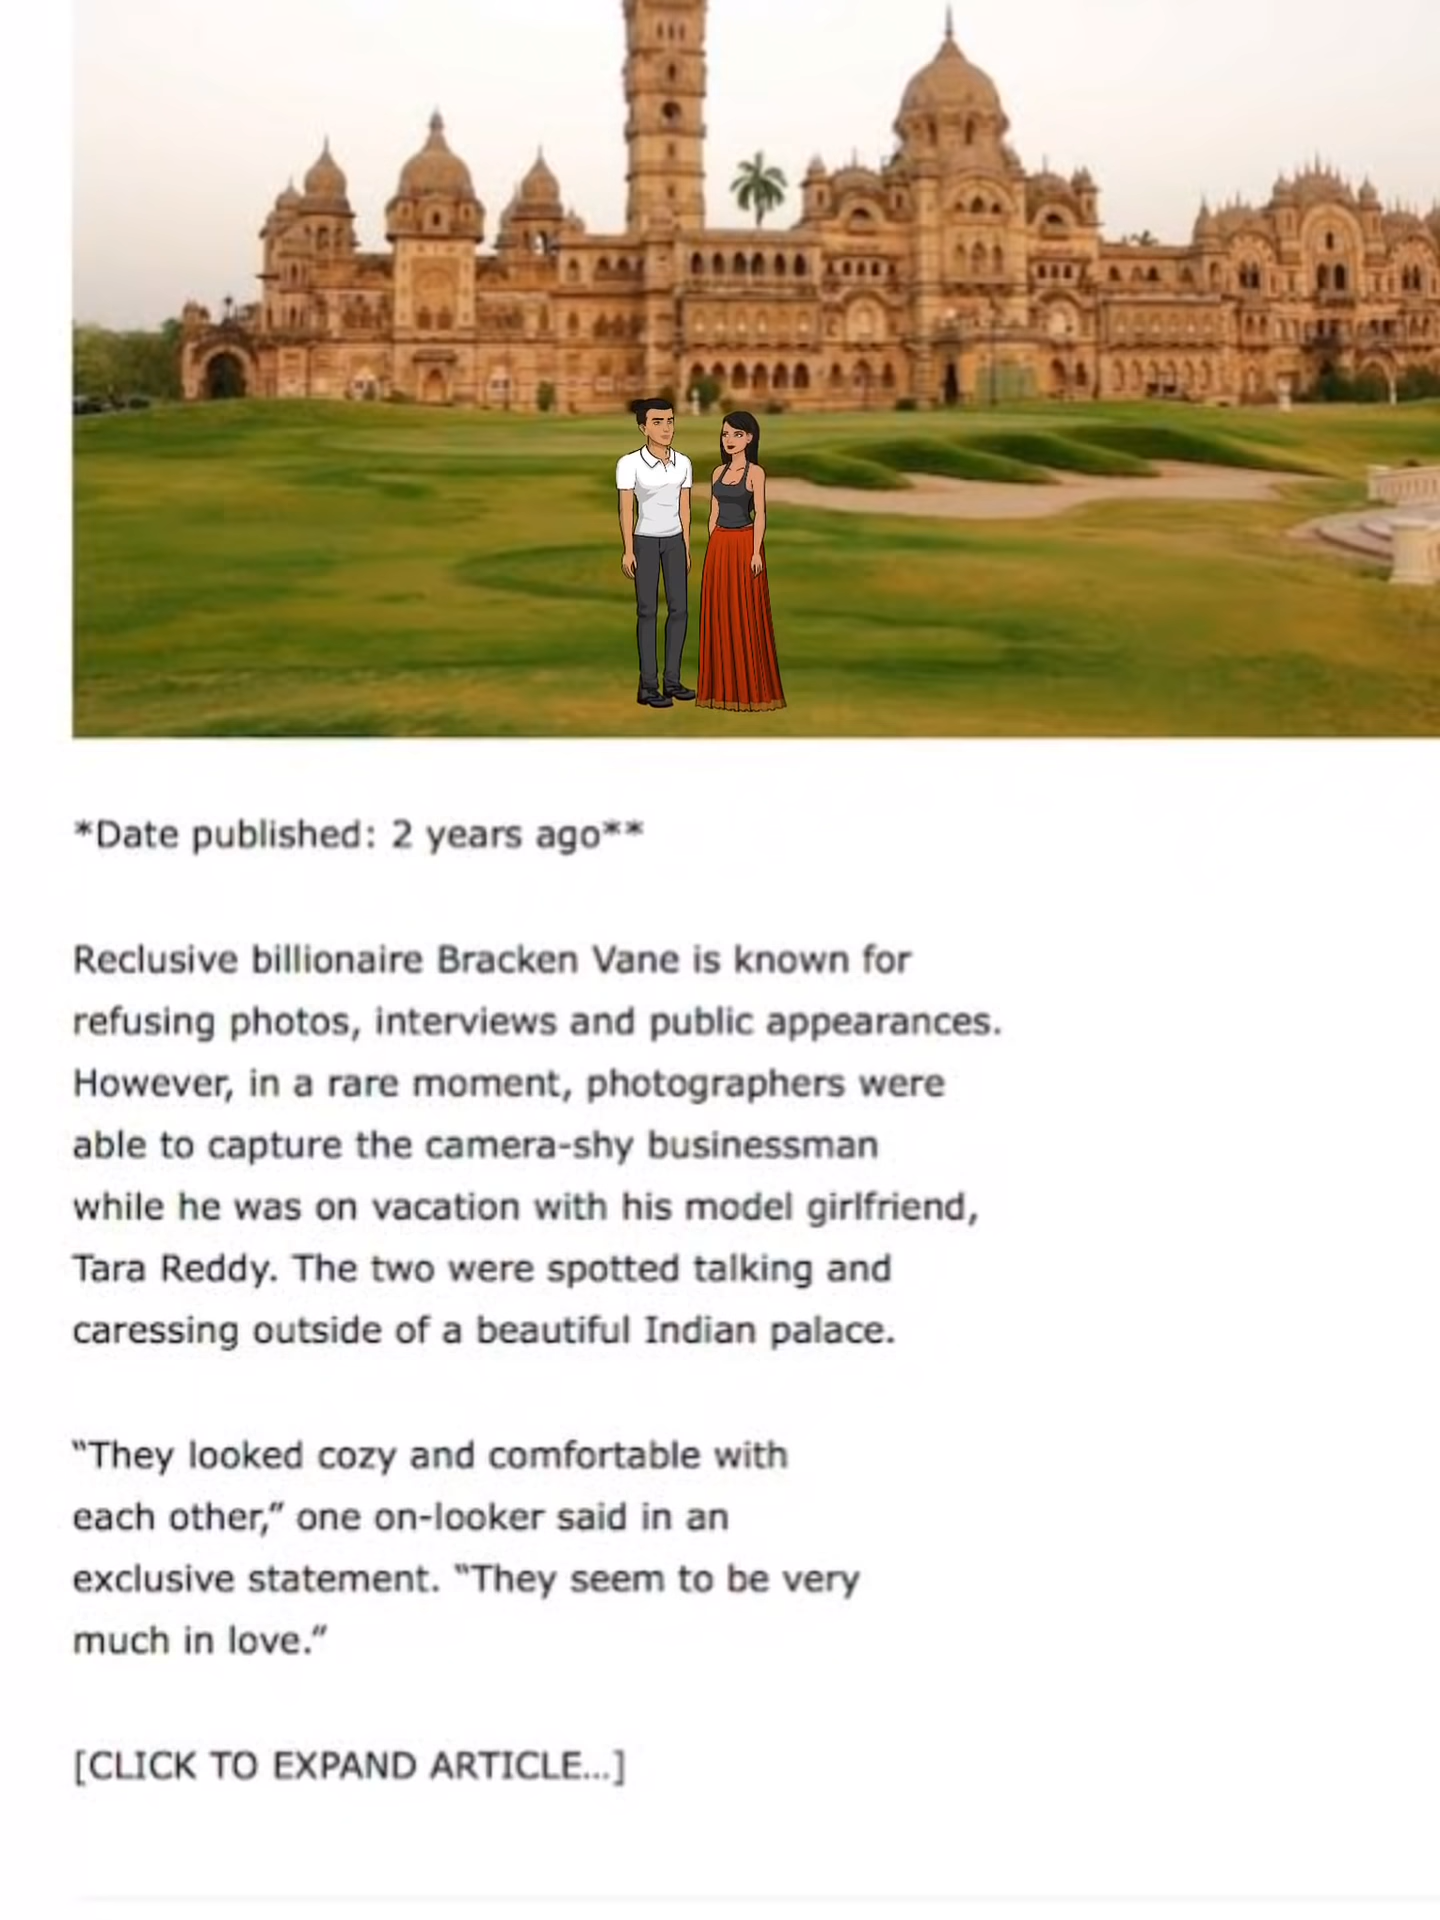 *Date published: 2 years ago**
Reclusive billionaire Bracken Vane is known for
refusing photos, interviews and public appearances.
However, in a rare moment, photographers were
able to capture the camera-shy businessman
while he was on vacation with his model girlfriend,
Tara Reddy. The two were spotted talking and
caressing outside of a beautiful Indian palace.
“They looked cozy and comfortable with
each other,” one on-looker said in an
exclusive statement. “They seem to be very
much in love.”
[CLICK TO EXPAND ARTICLE...]